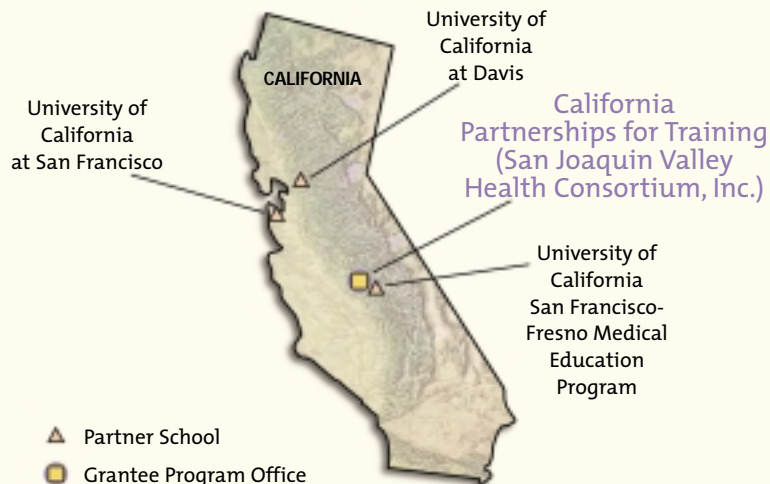 University of
California
at Davis
CALIFORNIA
University of
California
at San Francisco
California
Partnerships for Training
(San Joaquin Valley
Health Consortium, Inc.)
University of
California
San Francisco-
Fresno Medical
Education
Program
Partner School
Grantee Program Office